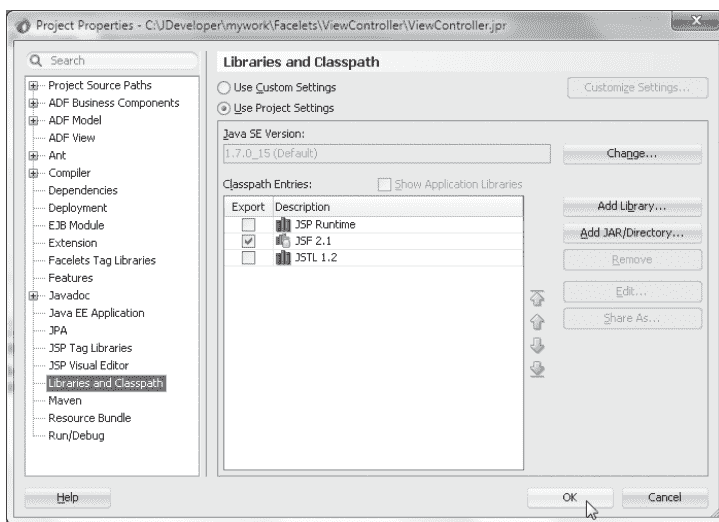 Project Properties - C:\JDeveloper\mywork\Facelets\ViewController\ViewController.jpr
Search
Project Source Paths
ADF Business Components
ADF Model
ADF View
Ant
Compiler
Dependencies
Deployment
EJB Module
Extension
Facelets Tag Libraries
Features
Javadoc
Java EE Application
JPA
JSP Tag Libraries
JSP Visual Editor
Libraries and Classpath
Maven
Resource Bundle
Run/Debug
Libraries and Classpath
Use Custom Settings
Customize Settings...
Use Project Settings
Java SE Version:
1.7.0_15 (Default)
Change...
Classpath Entries:
Show Application Libraries
Export Description
JSP Runtime
JSF 2.1
JSTL 1.2
Add Library...
Add JAR/Directory...
Remove
Edit...
Share As...
Help
OK
Cancel